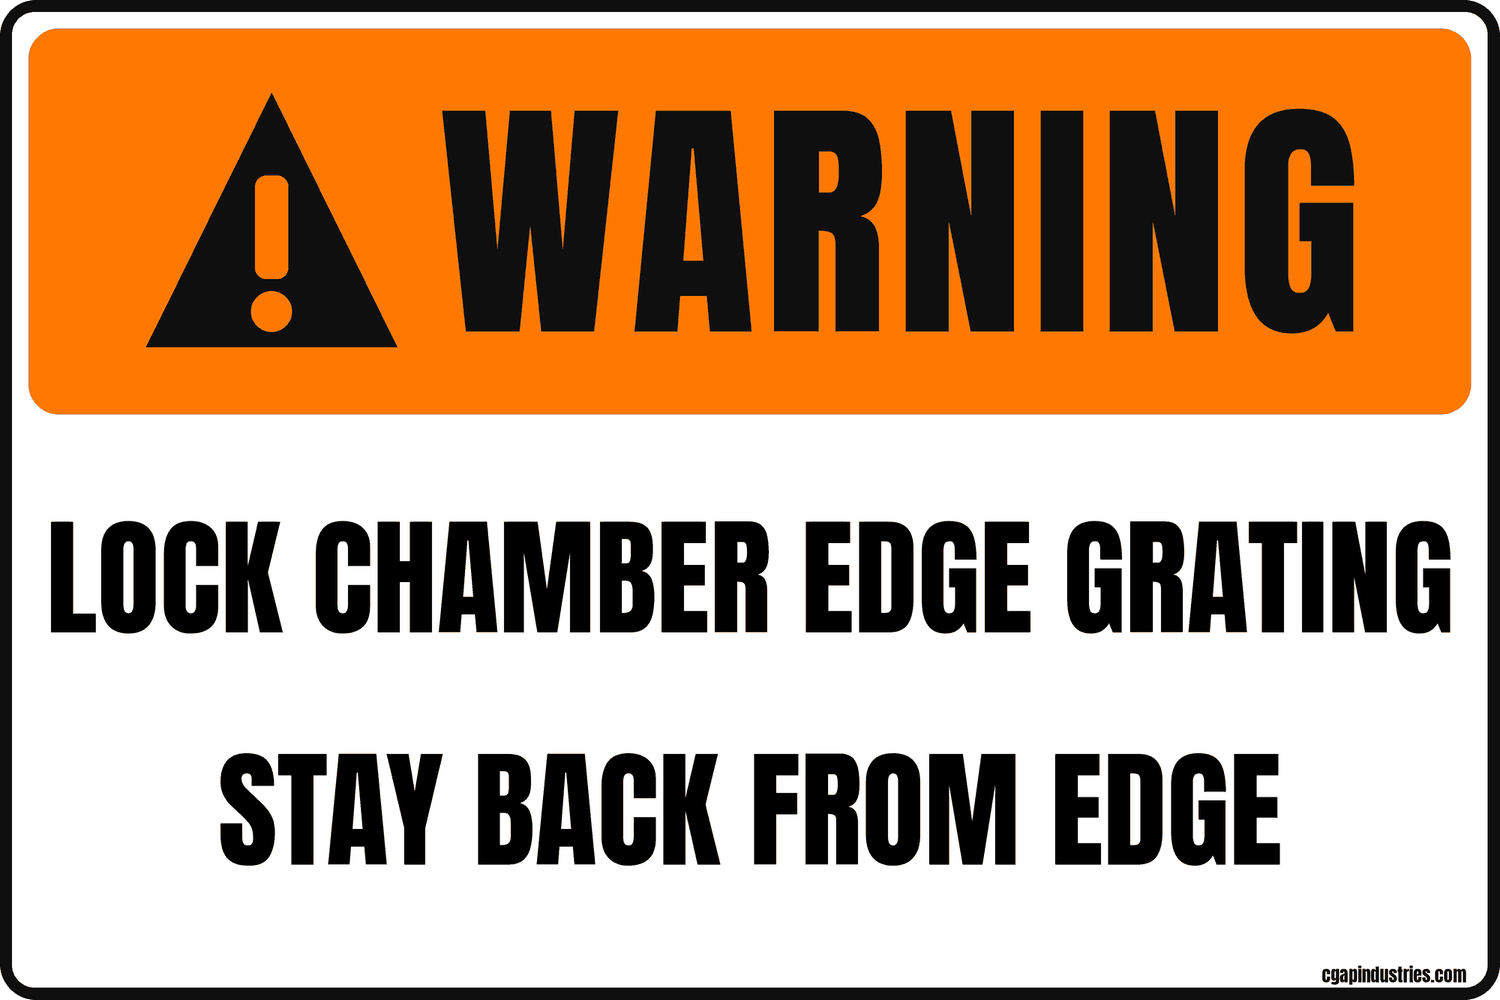 WARNING
LOCK CHAMBER EDGE GRATING
STAY BACK FROM EDGE
cgapindustries.com